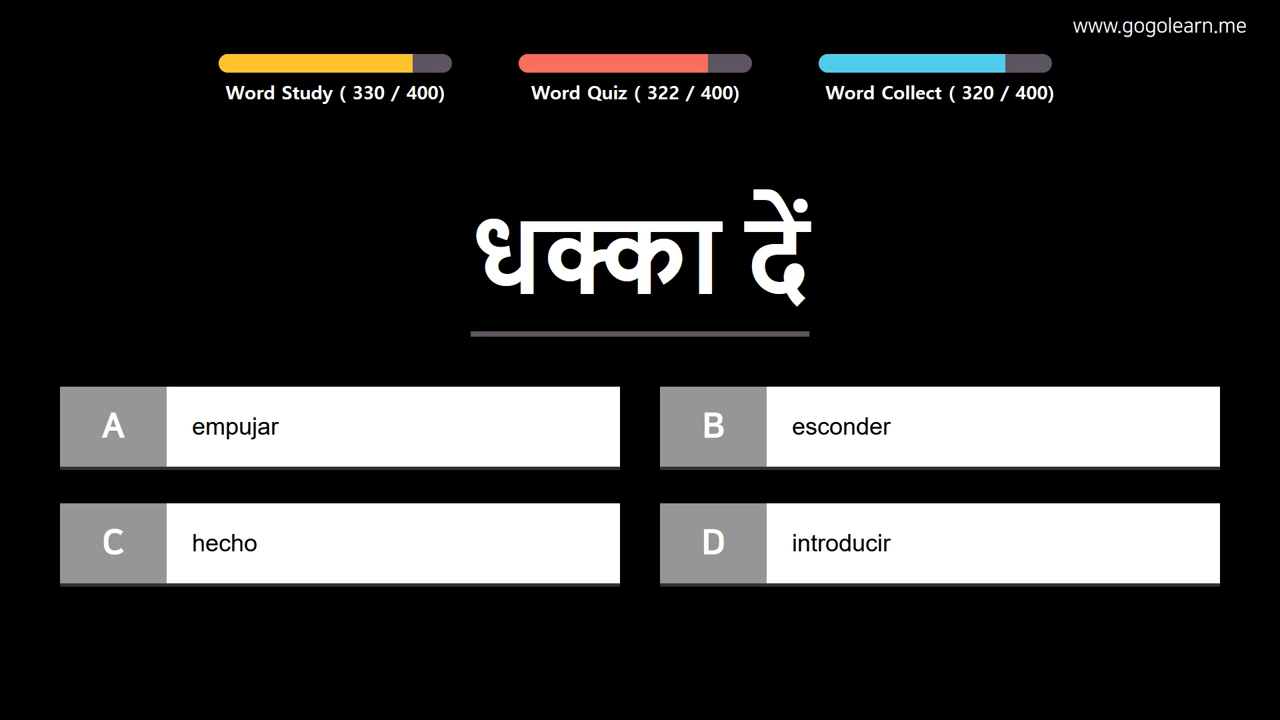 www.gogolearn.me
Word Study ( 330 / 400)
Word Quiz ( 322 / 400)
Word Collect ( 320 / 400)
धक्का दें
A empujar
B esconder
C hecho
D introducir